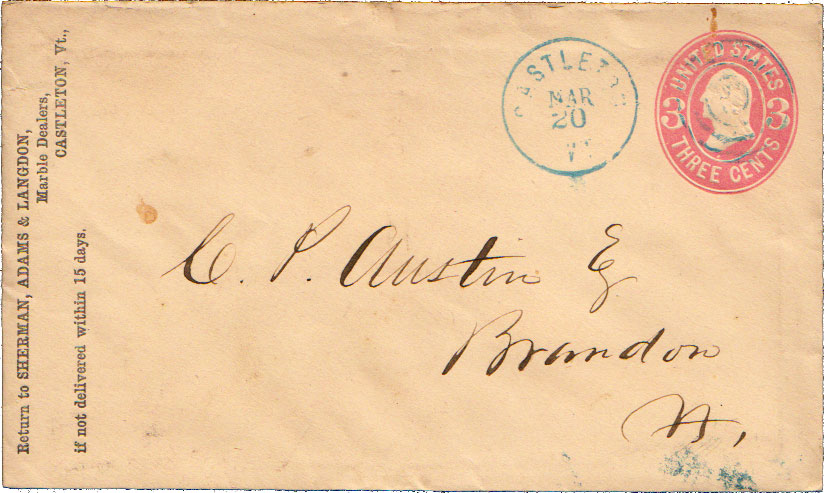 Return to SHERMAN, ADAMS & LANGDON,
Marble Dealers,
CASTLETON, Vt.,
if not delivered within 15 days.
CASTLETON
MAR
20
VT
UNITED STATES
3 3
THREE CENTS
C. P. Austin Esq
Brandon
Vt,